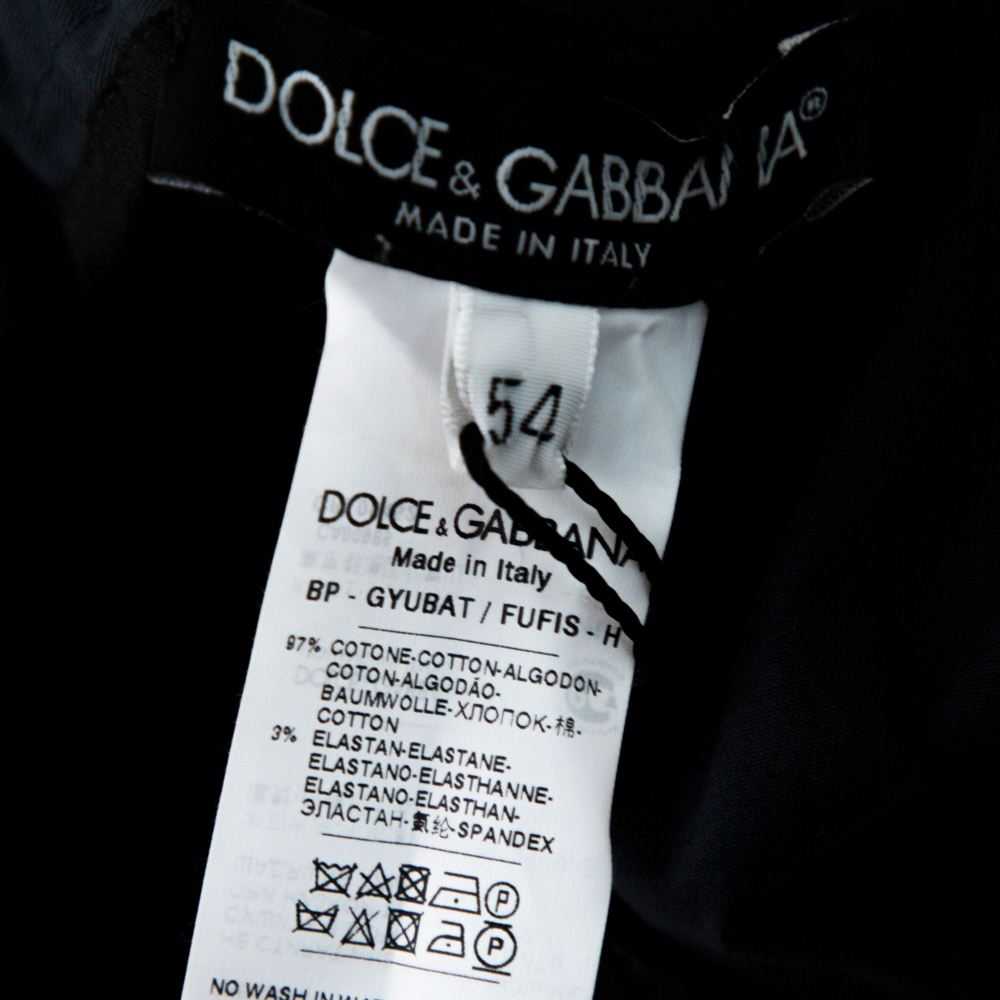 DOLCE & GABBANA®
MADE IN ITALY
54
DOLCE & GABBANA
Made in Italy
BP - GYUBAT / FUFIS - H
97% COTONE-COTTON-ALGODON-
COTON-ALGODÃO-
BAUMWOLLE-ХЛОПОК-棉-
COTTON
3% ELASTAN-ELASTANE-
ELASTANO-ELASTHANNE-
ELASTANO-ELASTHAN-
ЭЛАСТАН-氨纶-SPANDEX
P
P
NO WASH IN